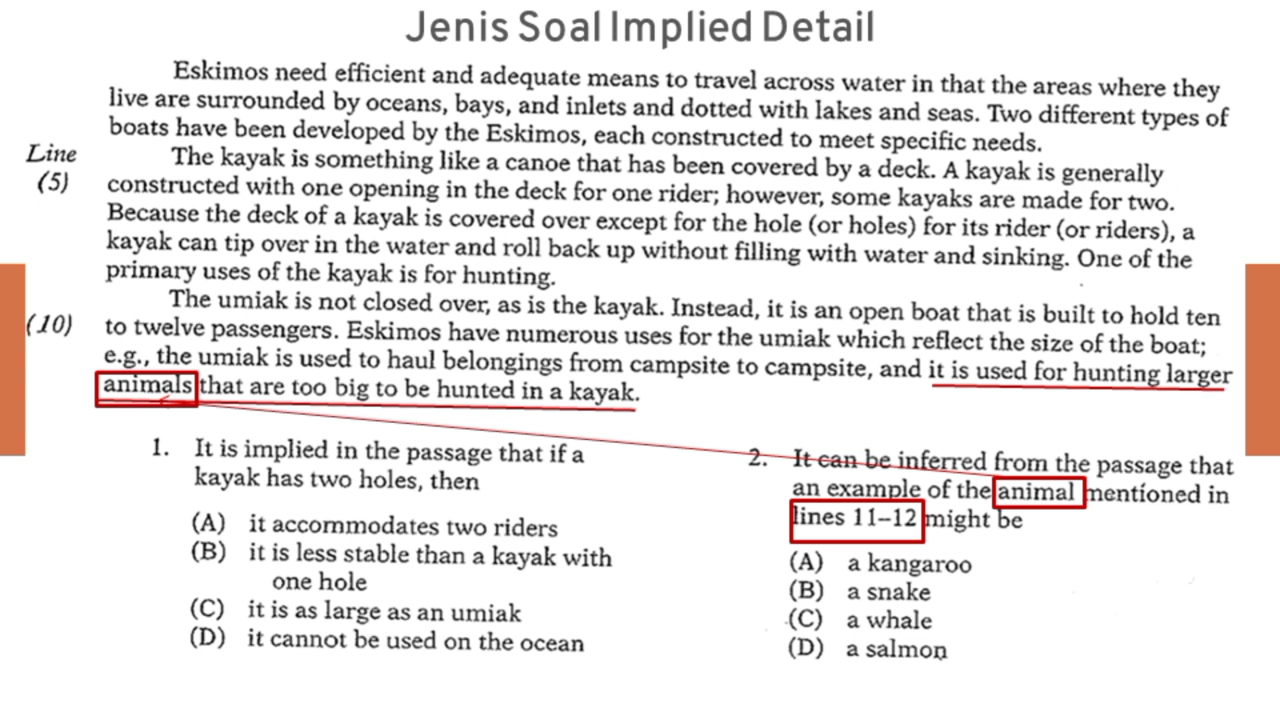 Jenis Soal Implied Detail
Eskimos need efficient and adequate means to travel across water in that the areas where they
live are surrounded by oceans, bays, and inlets and dotted with lakes and seas. Two different types of
boats have been developed by the Eskimos, each constructed to meet specific needs.
Line
The kayak is something like a canoe that has been covered by a deck. A kayak is generally
(5)
constructed with one opening in the deck for one rider; however, some kayaks are made for two.
Because the deck of a kayak is covered over except for the hole (or holes) for its rider (or riders), a
kayak can tip over in the water and roll back up without filling with water and sinking. One of the
primary uses of the kayak is for hunting.
The umiak is not closed over, as is the kayak. Instead, it is an open boat that is built to hold ten
(10)
to twelve passengers. Eskimos have numerous uses for the umiak which reflect the size of the boat;
e.g., the umiak is used to haul belongings from campsite to campsite, and it is used for hunting larger
animals that are too big to be hunted in a kayak.
1. It is implied in the passage that if a
kayak has two holes, then
(A) it accommodates two riders
(B) it is less stable than a kayak with
one hole
(C) it is as large as an umiak
(D) it cannot be used on the ocean
2. It can be inferred from the passage that
an example of the animal mentioned in
lines 11–12 might be
(A) a kangaroo
(B) a snake
(C) a whale
(D) a salmon